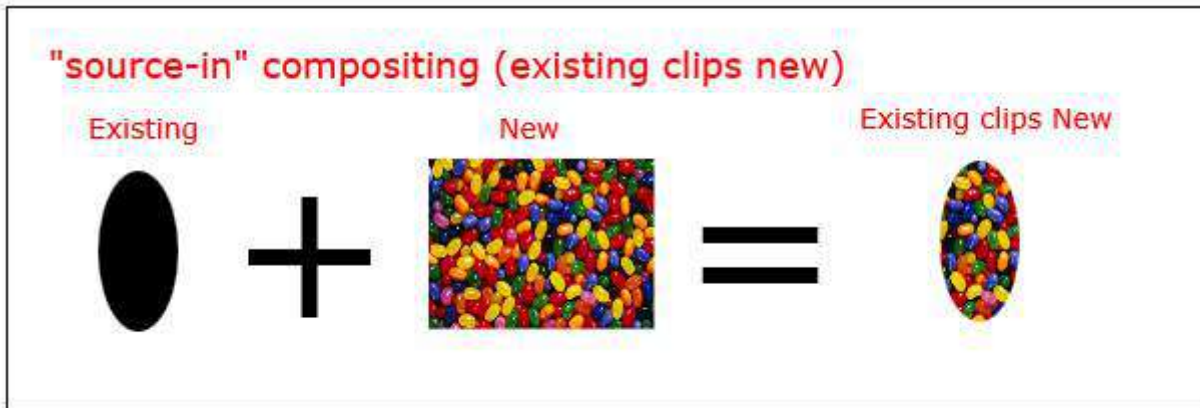 "source-in" compositing (existing clips new)
Existing
New
Existing clips New